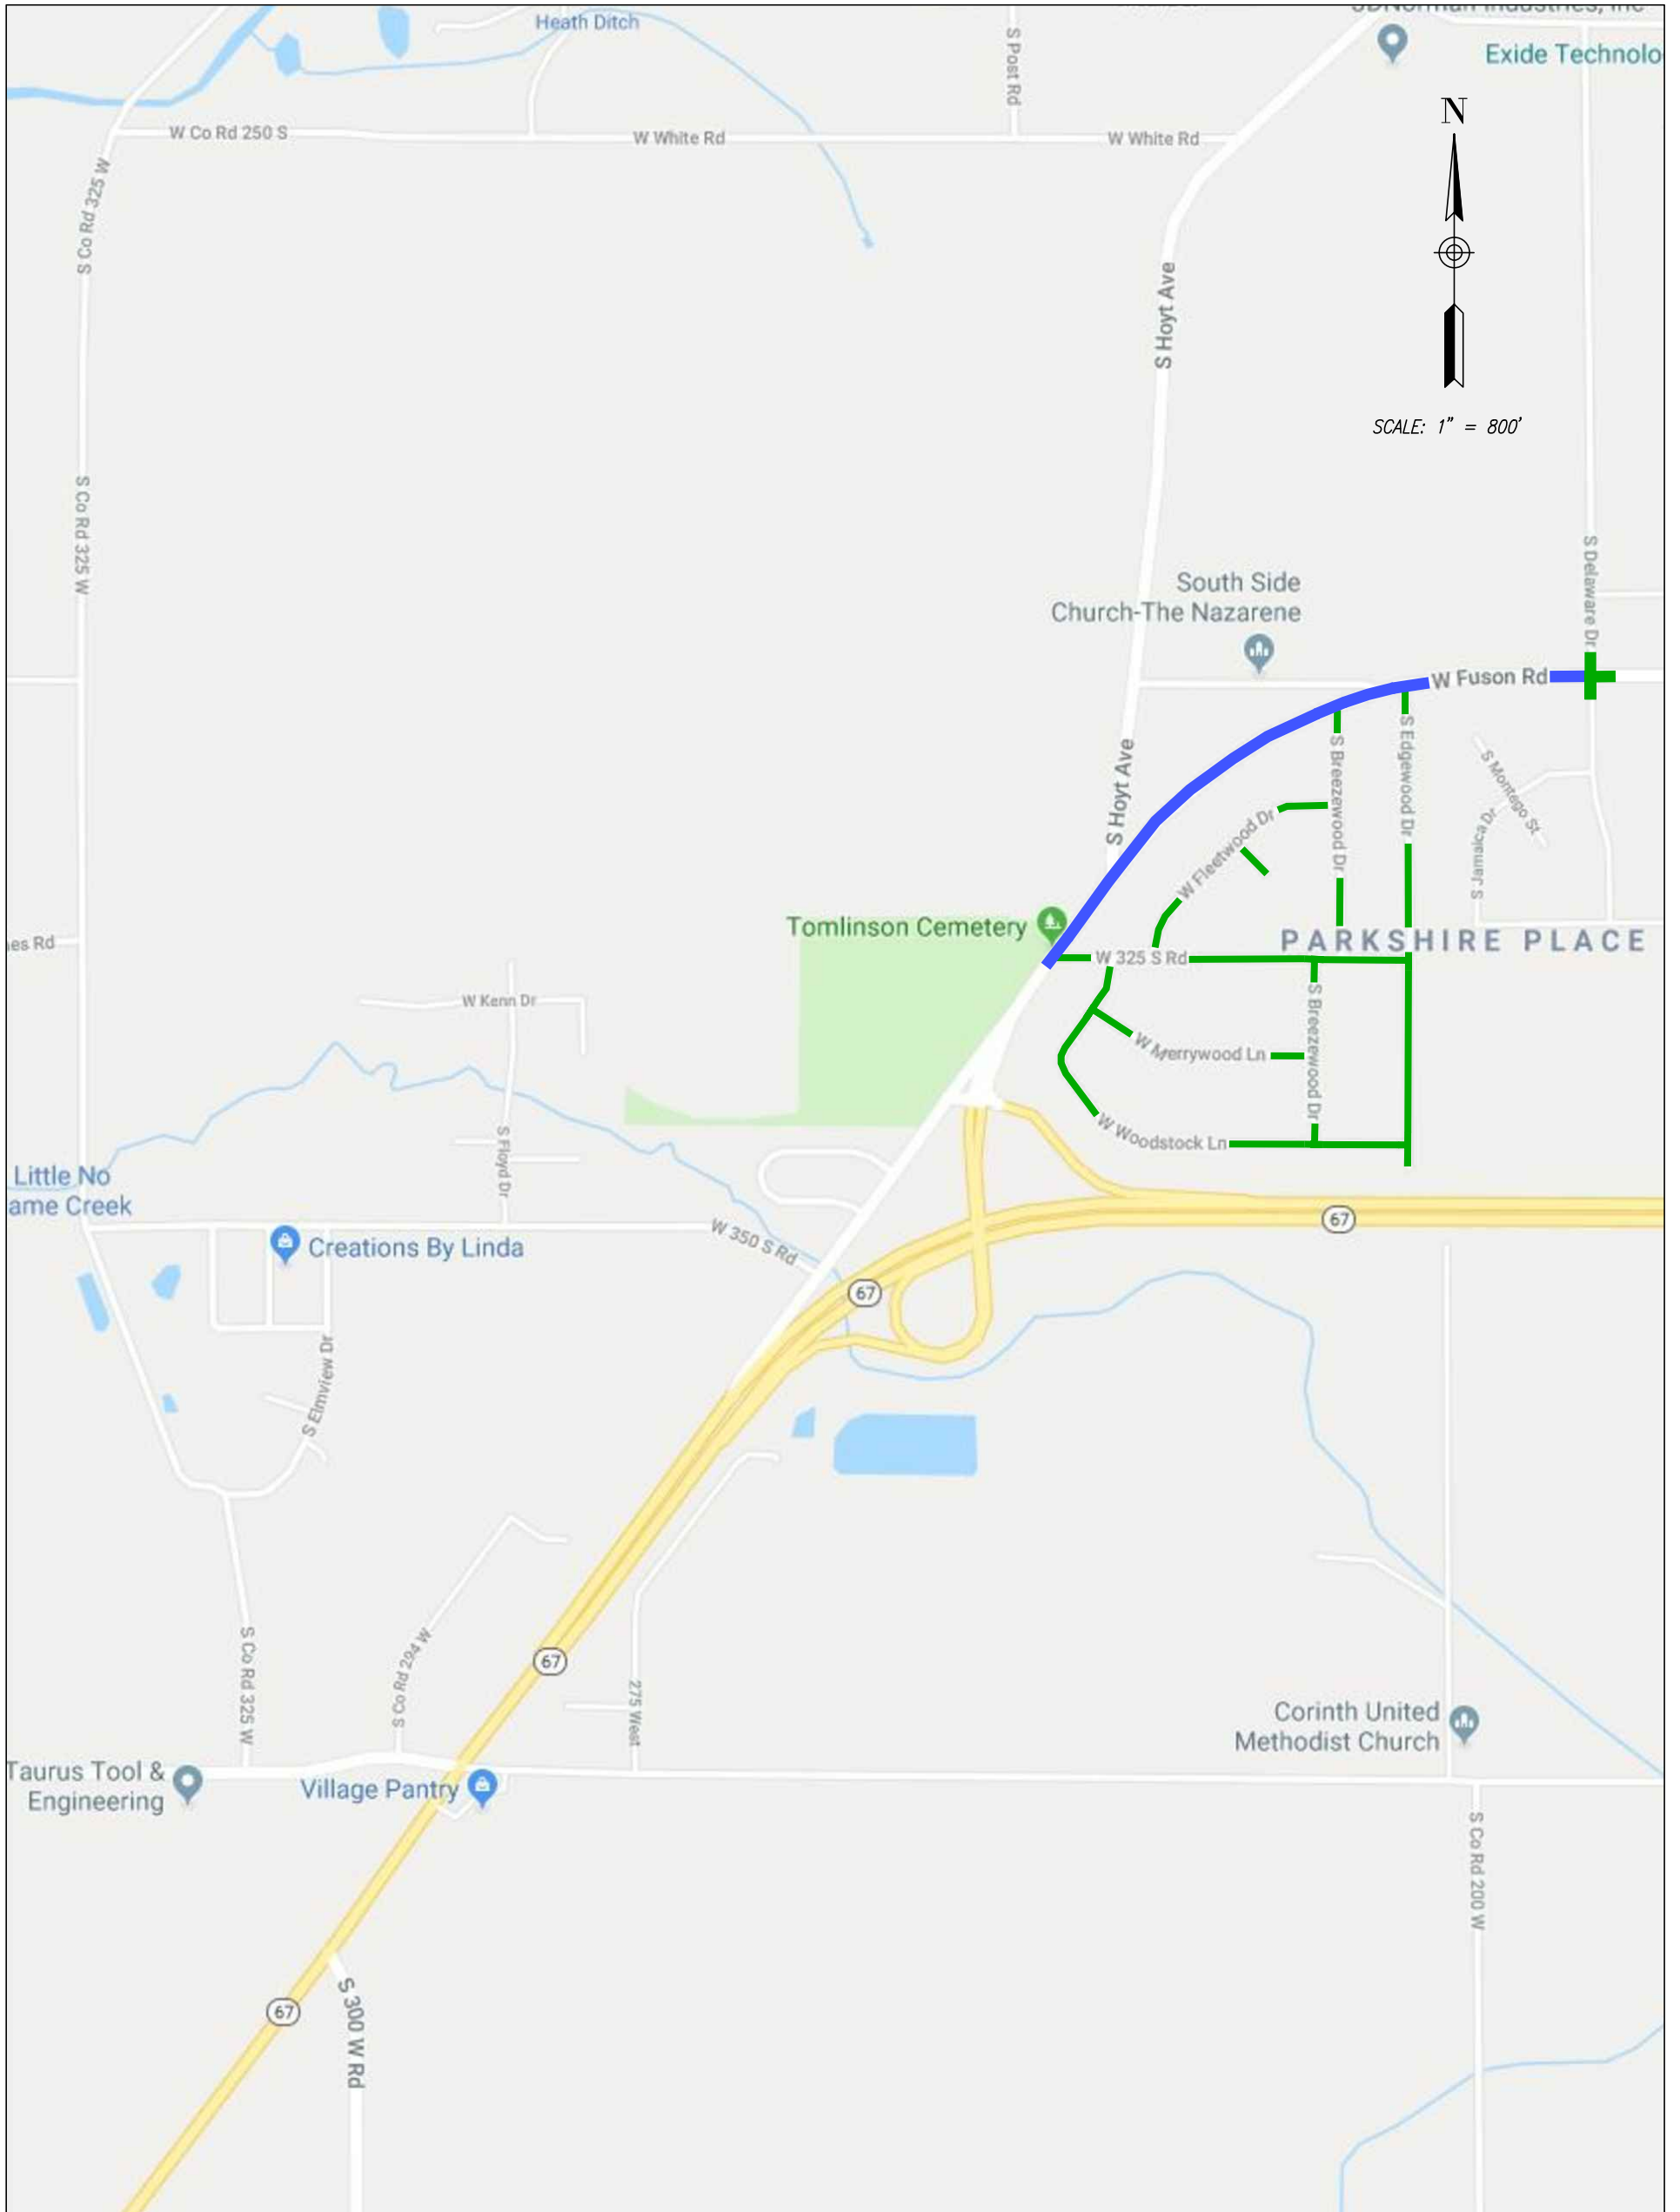 JDNorman Industries, Inc
Heath Ditch
S Post Rd
Exide Technolo
N
W Co Rd 250 S
W White Rd
W White Rd
S Co Rd 325 W
S Hoyt Ave
SCALE: 1" = 800'
S Co Rd 325 W
S Delaware Dr
South Side
Church-The Nazarene
W Fuson Rd
S Hoyt Ave
S Breezewood Dr
S Edgewood Dr
S Montego St
W Fleetwood Dr
S Jamaica Dr
Tomlinson Cemetery
PARKSHIRE PLACE
es Rd
W 325 S Rd
W Kenn Dr
W Merrywood Ln
S Breezewood Dr
W Woodstock Ln
S Floyd Dr
Little No
ame Creek
67
W 350 S Rd
Creations By Linda
67
S Elmview Dr
S Co Rd 325 W
S Co Rd 294 W
67
275 West
Corinth United
Methodist Church
Taurus Tool &
Engineering
Village Pantry
S Co Rd 200 W
67
S 300 W Rd